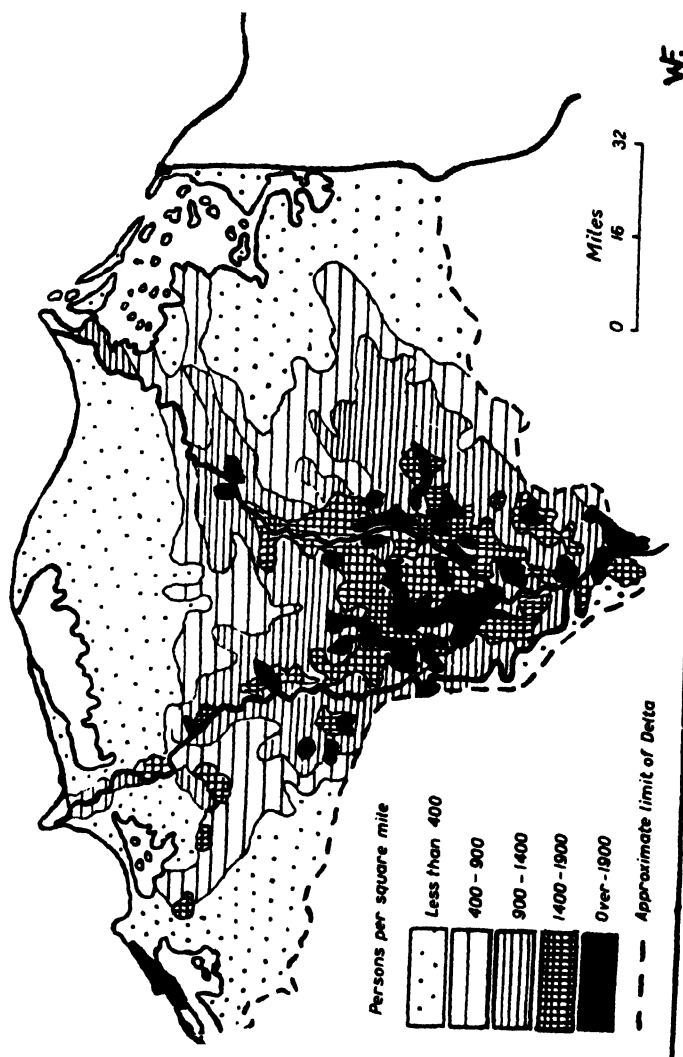 Persons per square mile
Less than 400
400-900
900-1400
1400-1900
Over-1900
Approximate limit of Delta
Miles
0 16 32
W.F.